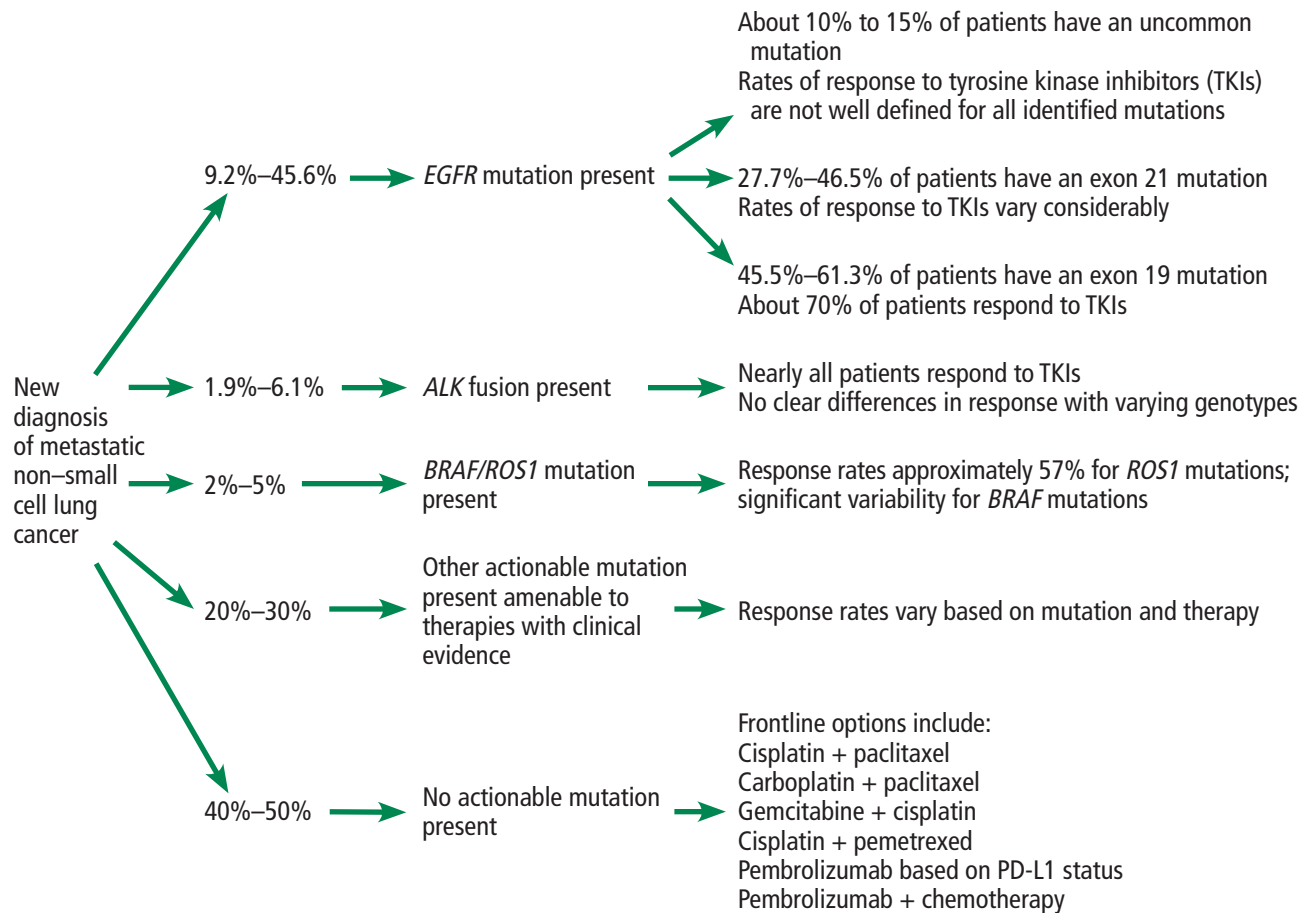 About 10% to 15% of patients have an uncommon
mutation
Rates of response to tyrosine kinase inhibitors (TKIs)
are not well defined for all identified mutations
9.2%–45.6%
EGFR mutation present
27.7%–46.5% of patients have an exon 21 mutation
Rates of response to TKIs vary considerably
45.5%–61.3% of patients have an exon 19 mutation
About 70% of patients respond to TKIs
New
diagnosis
of metastatic
non–small
cell lung
cancer
1.9%–6.1%
ALK fusion present
Nearly all patients respond to TKIs
No clear differences in response with varying genotypes
2%–5%
BRAF/ROS1 mutation
present
Response rates approximately 57% for ROS1 mutations;
significant variability for BRAF mutations
20%–30%
Other actionable mutation
present amenable to
therapies with clinical
evidence
Response rates vary based on mutation and therapy
40%–50%
No actionable mutation
present
Frontline options include:
Cisplatin + paclitaxel
Carboplatin + paclitaxel
Gemcitabine + cisplatin
Cisplatin + pemetrexed
Pembrolizumab based on PD-L1 status
Pembrolizumab + chemotherapy